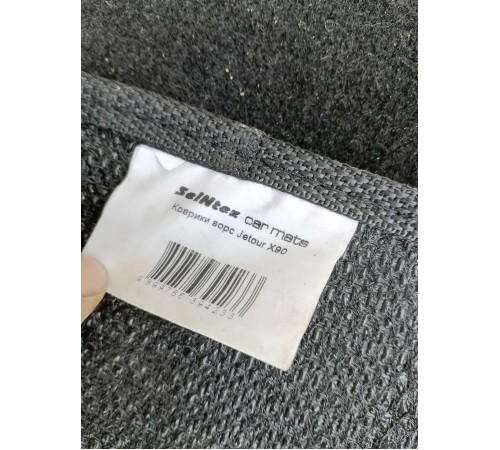 SeiNtex car mats
Коврики ворс Jetour X90